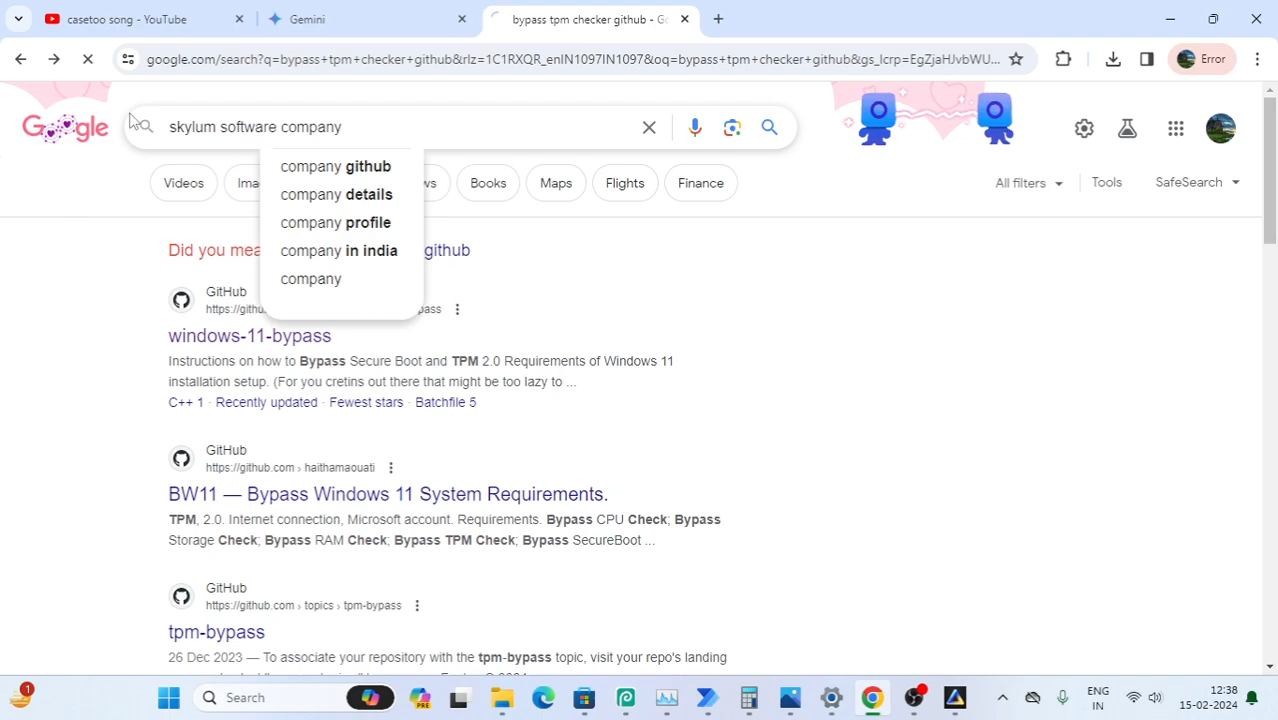 casetoo song - YouTube
Gemini
bypass tpm checker github - Go
google.com/search?q=bypass+tpm+checker+github&rlz=1C1RXQR_enIN1097IN1097&oq=bypass+tpm+checker+github&gs_lcrp=EgZjaHJvbWU...
Error
Google
skylum software company
company github
company details
company profile
company in india
company
Videos
Ima
ws
Books
Maps
Flights
Finance
All filters
Tools
SafeSearch
Did you mea
github
GitHub
https://githu
pass
windows-11-bypass
Instructions on how to Bypass Secure Boot and TPM 2.0 Requirements of Windows 11
installation setup. (For you cretins out there that might be too lazy to ...
C++ 1 · Recently updated · Fewest stars · Batchfile 5
GitHub
https://github.com › haithamaouati
BW11 — Bypass Windows 11 System Requirements.
TPM, 2.0. Internet connection, Microsoft account. Requirements. Bypass CPU Check; Bypass
Storage Check; Bypass RAM Check; Bypass TPM Check; Bypass SecureBoot ...
GitHub
https://github.com › topics › tpm-bypass
tpm-bypass
26 Dec 2023 — To associate your repository with the tpm-bypass topic, visit your repo's landing
1
Search
PRE
ENG
IN
12:38
15-02-2024